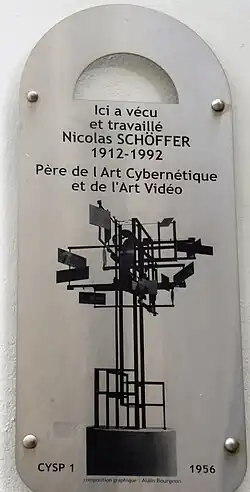 Ici a vécu
et travaillé
Nicolas SCHÖFFER
1912-1992
Père de l Art Cybernétique
et de l'Art Vidéo
CYSP 1 1956
composition graphique : Alain Bourgeon